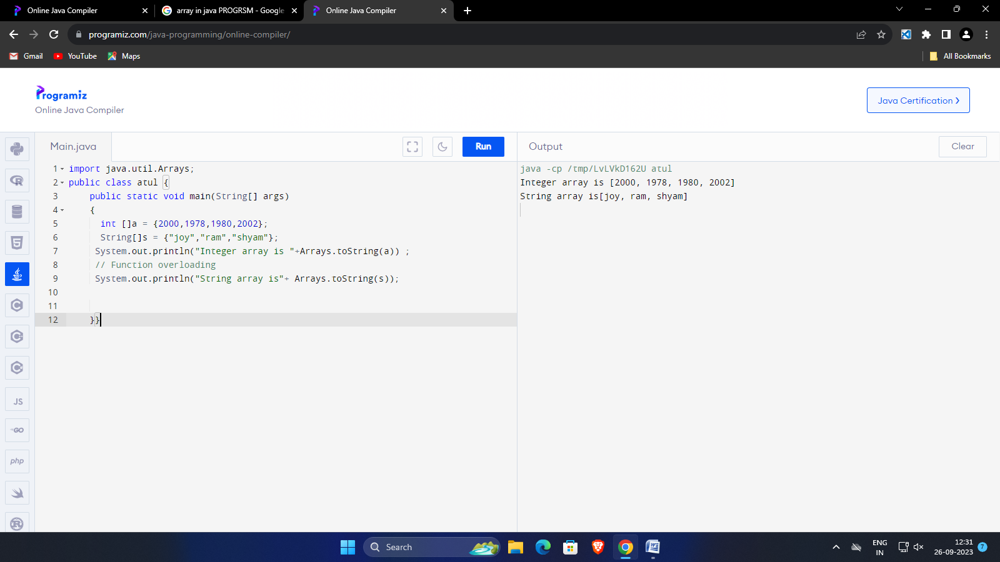 Online Java Compiler
array in java PROGRSM - Google
Online Java Compiler
programiz.com/java-programming/online-compiler/
Gmail
YouTube
Maps
All Bookmarks
Programiz
Online Java Compiler
Java Certification ›
Main.java
Run
Output
Clear
1 import java.util.Arrays;
2 public class atul {
3 public static void main(String[] args)
4 {
5 int []a = {2000,1978,1980,2002};
6 String[]s = {"joy","ram","shyam"};
7 System.out.println("Integer array is "+Arrays.toString(a)) ;
8 // Function overloading
9 System.out.println("String array is"+ Arrays.toString(s));
10
11
12 }}
java -cp /tmp/LvLVkD162U atul
Integer array is [2000, 1978, 1980, 2002]
String array is[joy, ram, shyam]
R
5
C
C
C
JS
GO
php
R
Search
W
ENG
IN
12:31
26-09-2023
7